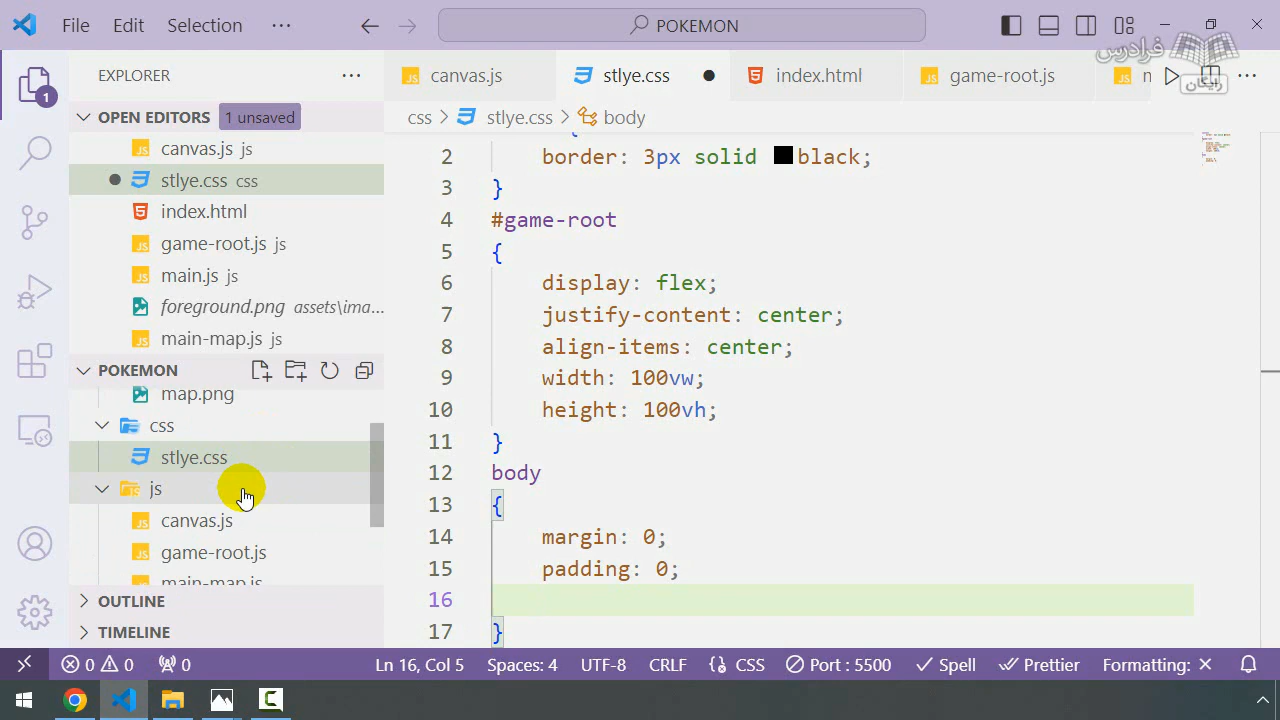 File Edit Selection ··· POKEMON
فرادرس
رایگان
EXPLORER
canvas.js
stlye.css
index.html
game-root.js
OPEN EDITORS 1 unsaved
css > stlye.css > body
canvas.js js
stlye.css css
index.html
game-root.js js
main.js js
foreground.png assets\ima...
main-map.js js
POKEMON
map.png
css
stlye.css
js
canvas.js
game-root.js
main-map.js
OUTLINE
TIMELINE
{
2 border: 3px solid black;
3 }
4 #game-root
5 {
6 display: flex;
7 justify-content: center;
8 align-items: center;
9 width: 100vw;
10 height: 100vh;
11 }
12 body
13 {
14 margin: 0;
15 padding: 0;
16
17 }
1
0 0 0 Ln 16, Col 5 Spaces: 4 UTF-8 CRLF {} CSS Port : 5500 Spell Prettier Formatting: ×